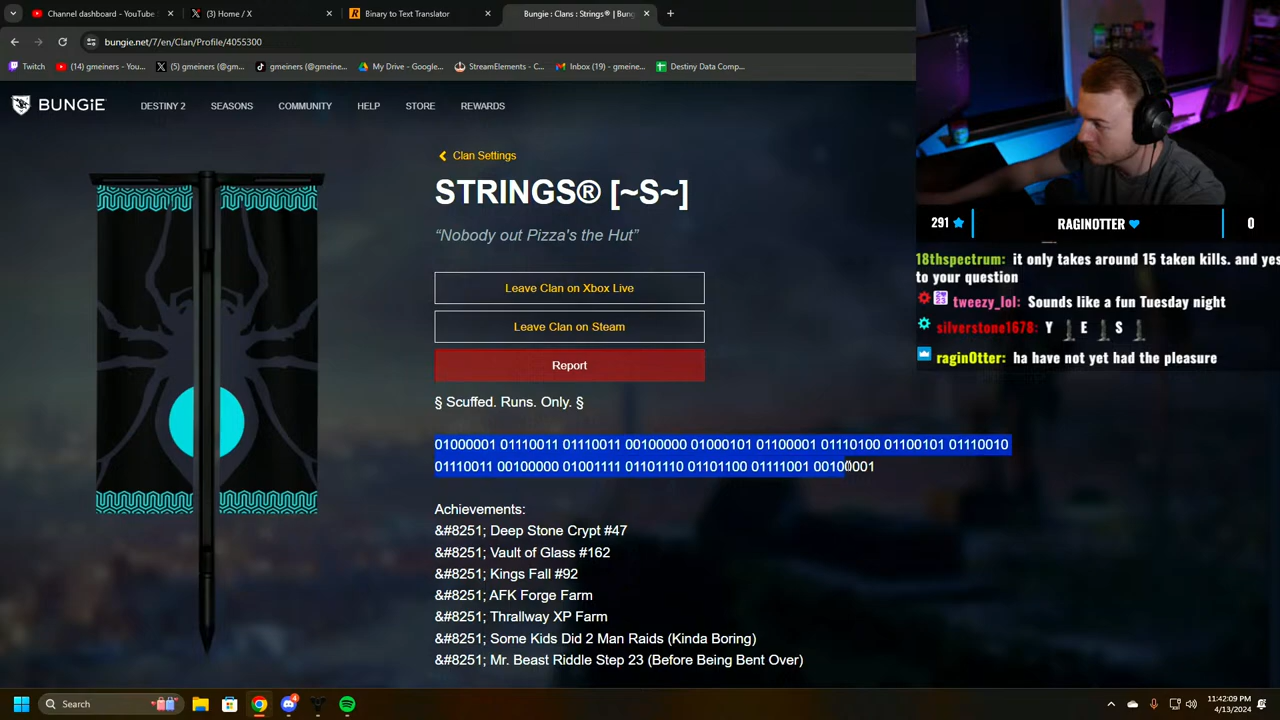 Channel dashboard - YouTube
(3) Home / X
Binary to Text Translator
Bungie : Clans : Strings® | Bung
bungie.net/7/en/Clan/Profile/4055300
Twitch
(14) gmeiners - You...
(5) gmeiners (@gm...
gmeiners (@gmeine...
My Drive - Google...
StreamElements - C...
Inbox (19) - gmeine...
Destiny Data Comp...
BUNGiE
DESTINY 2
SEASONS
COMMUNITY
HELP
STORE
REWARDS
Clan Settings
STRINGS® [~S~]
“Nobody out Pizza's the Hut”
Leave Clan on Xbox Live
Leave Clan on Steam
Report
§ Scuffed. Runs. Only. §
01000001 01110011 01110011 00100000 01000101 01100001 01110100 01100101 01110010
01110011 00100000 01001111 01101110 01101100 01111001 00100001
Achievements:
&#8251; Deep Stone Crypt #47
&#8251; Vault of Glass #162
&#8251; Kings Fall #92
&#8251; AFK Forge Farm
&#8251; Thrallway XP Farm
&#8251; Some Kids Did 2 Man Raids (Kinda Boring)
&#8251; Mr. Beast Riddle Step 23 (Before Being Bent Over)
291
RAGINOTTER
0
18thspectrum: it only takes around 15 taken kills. and yes
to your question
tweezy_lol: Sounds like a fun Tuesday night
silverstone1678: Y E S
raginOtter: ha have not yet had the pleasure
Search
4
11:42:09 PM
4/13/2024